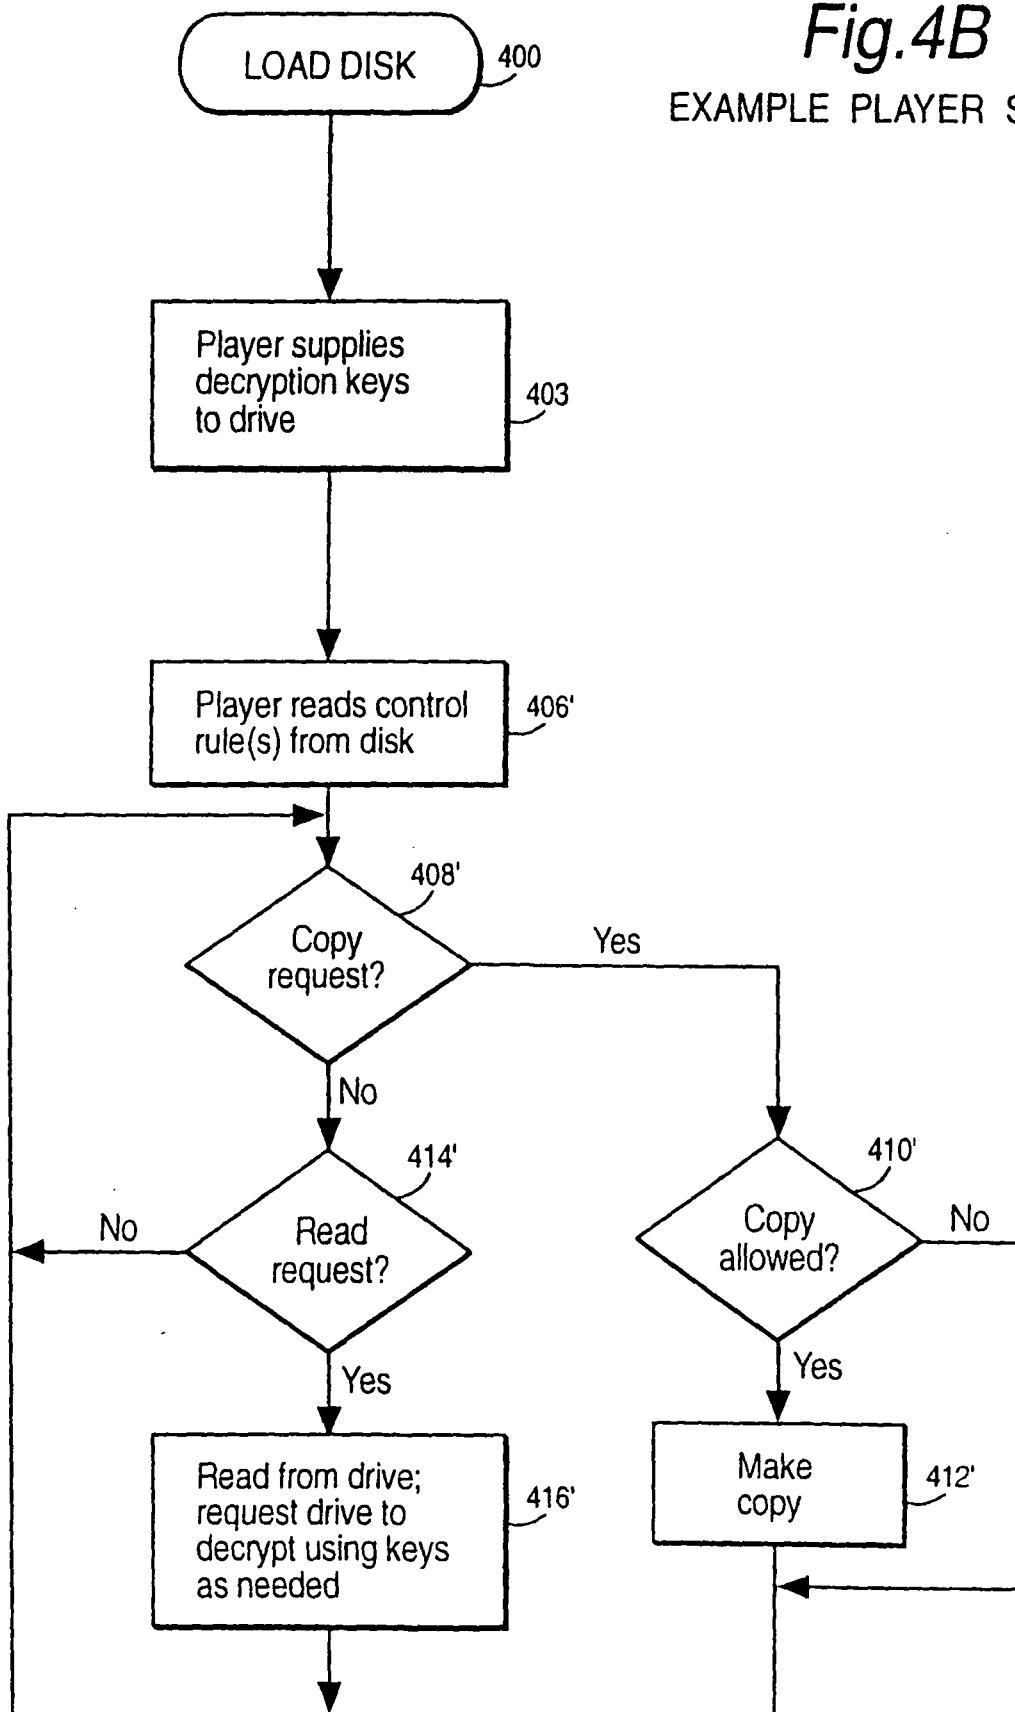 Fig.4B
EXAMPLE PLAYER S
LOAD DISK
400
Player supplies
decryption keys
to drive
403
Player reads control
rule(s) from disk
406'
408'
Copy
request?
Yes
No
414'
Read
request?
No
Yes
410'
Copy
allowed?
No
Yes
Read from drive;
request drive to
decrypt using keys
as needed
416'
Make
copy
412'